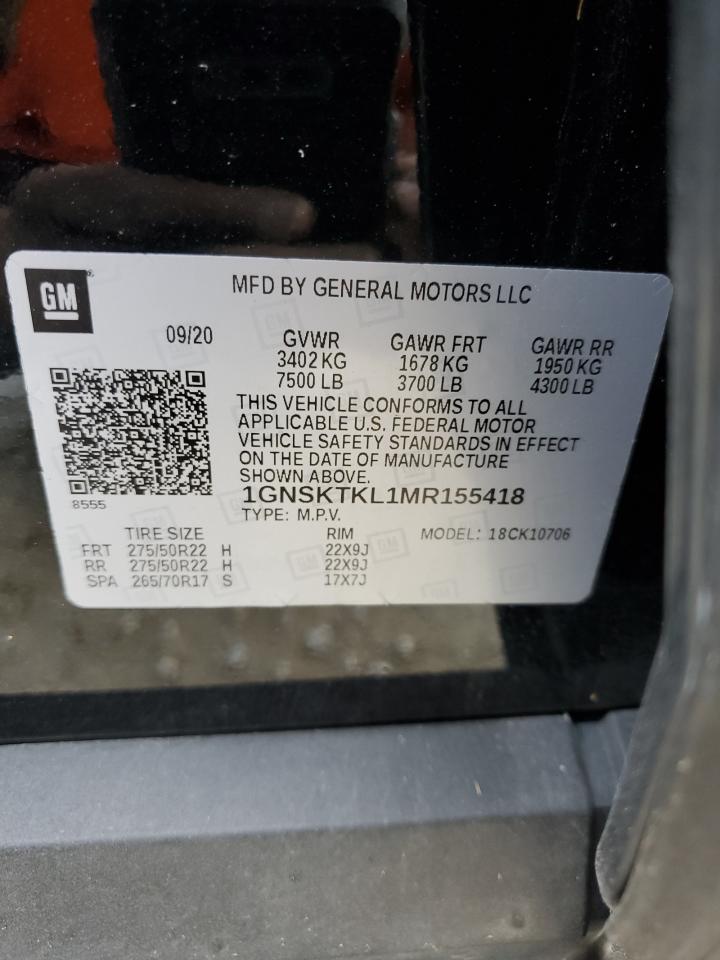 GM
MFD BY GENERAL MOTORS LLC
09/20
GVWR GAWR FRT GAWR RR
3402 KG 1678 KG 1950 KG
7500 LB 3700 LB 4300 LB
THIS VEHICLE CONFORMS TO ALL
APPLICABLE U.S. FEDERAL MOTOR
VEHICLE SAFETY STANDARDS IN EFFECT
ON THE DATE OF MANUFACTURE
SHOWN ABOVE.
8555
1GNSKTKL1MR155418
TYPE: M.P.V.
TIRE SIZE RIM MODEL: 18CK10706
FRT 275/50R22 H 22X9J
RR 275/50R22 H 22X9J
SPA 265/70R17 S 17X7J